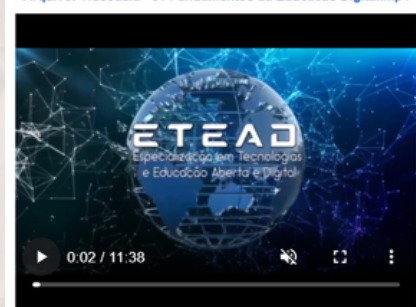 ETEAD
Especialização em Tecnologias
e Educação Aberta e Digital
0:02 / 11:38